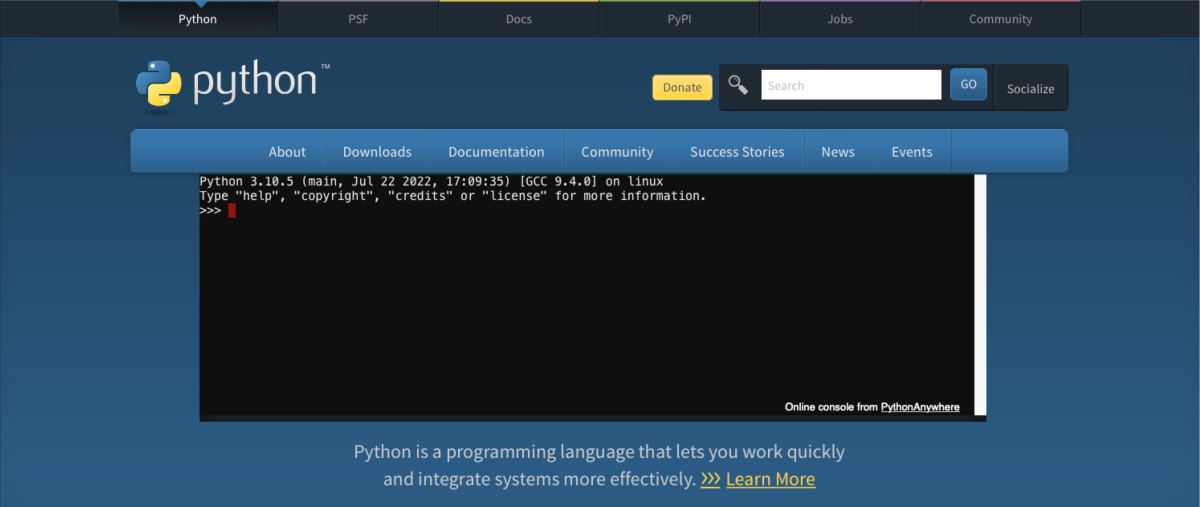 Python PSF Docs PyPI Jobs Community
python™
Donate Search GO Socialize
About Downloads Documentation Community Success Stories News Events
Python 3.10.5 (main, Jul 22 2022, 17:09:35) [GCC 9.4.0] on linux
Type "help", "copyright", "credits" or "license" for more information.
>>>
Online console from PythonAnywhere
Python is a programming language that lets you work quickly
and integrate systems more effectively. >>> Learn More